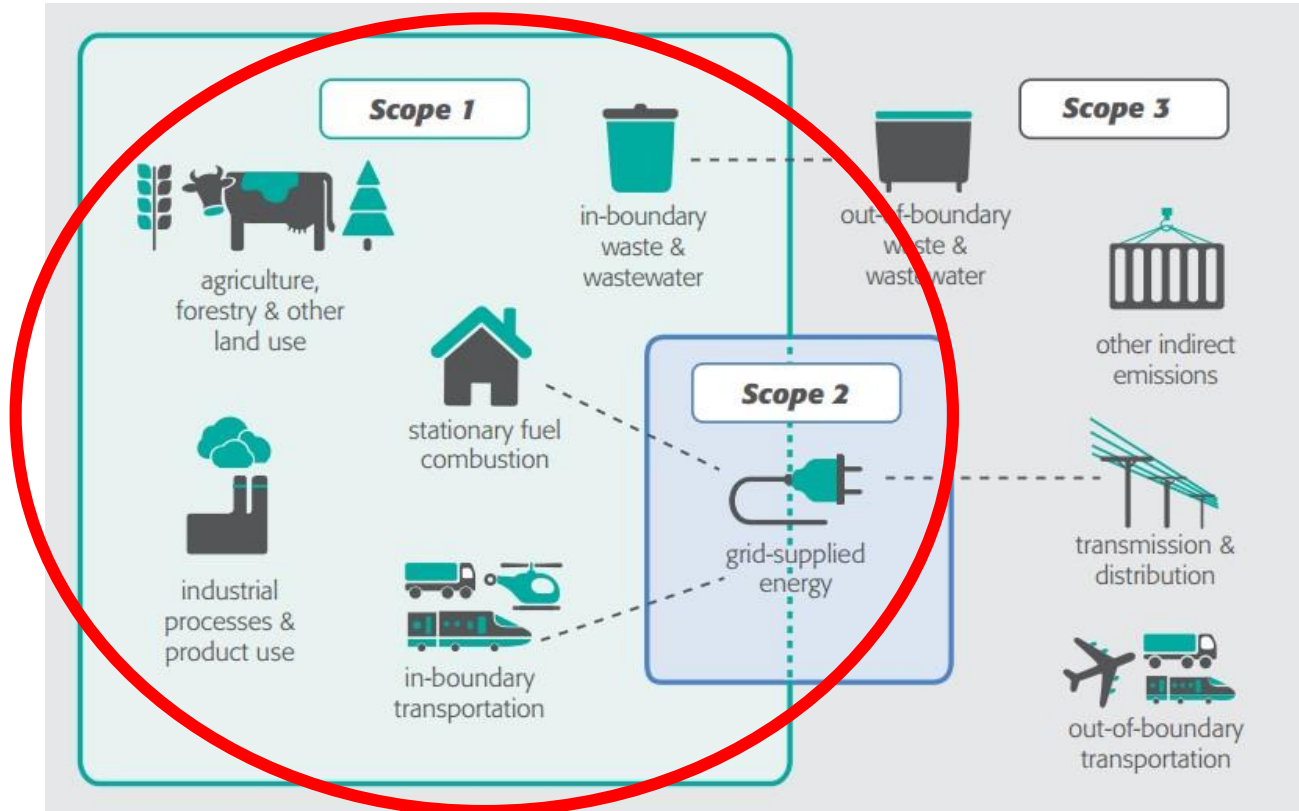 Scope 1
Scope 3
in-boundary
waste &
wastewater
out-of-boundary
waste &
wastewater
agriculture,
forestry & other
land use
other indirect
emissions
Scope 2
stationary fuel
combustion
grid-supplied
energy
transmission &
distribution
industrial
processes &
product use
in-boundary
transportation
out-of-boundary
transportation